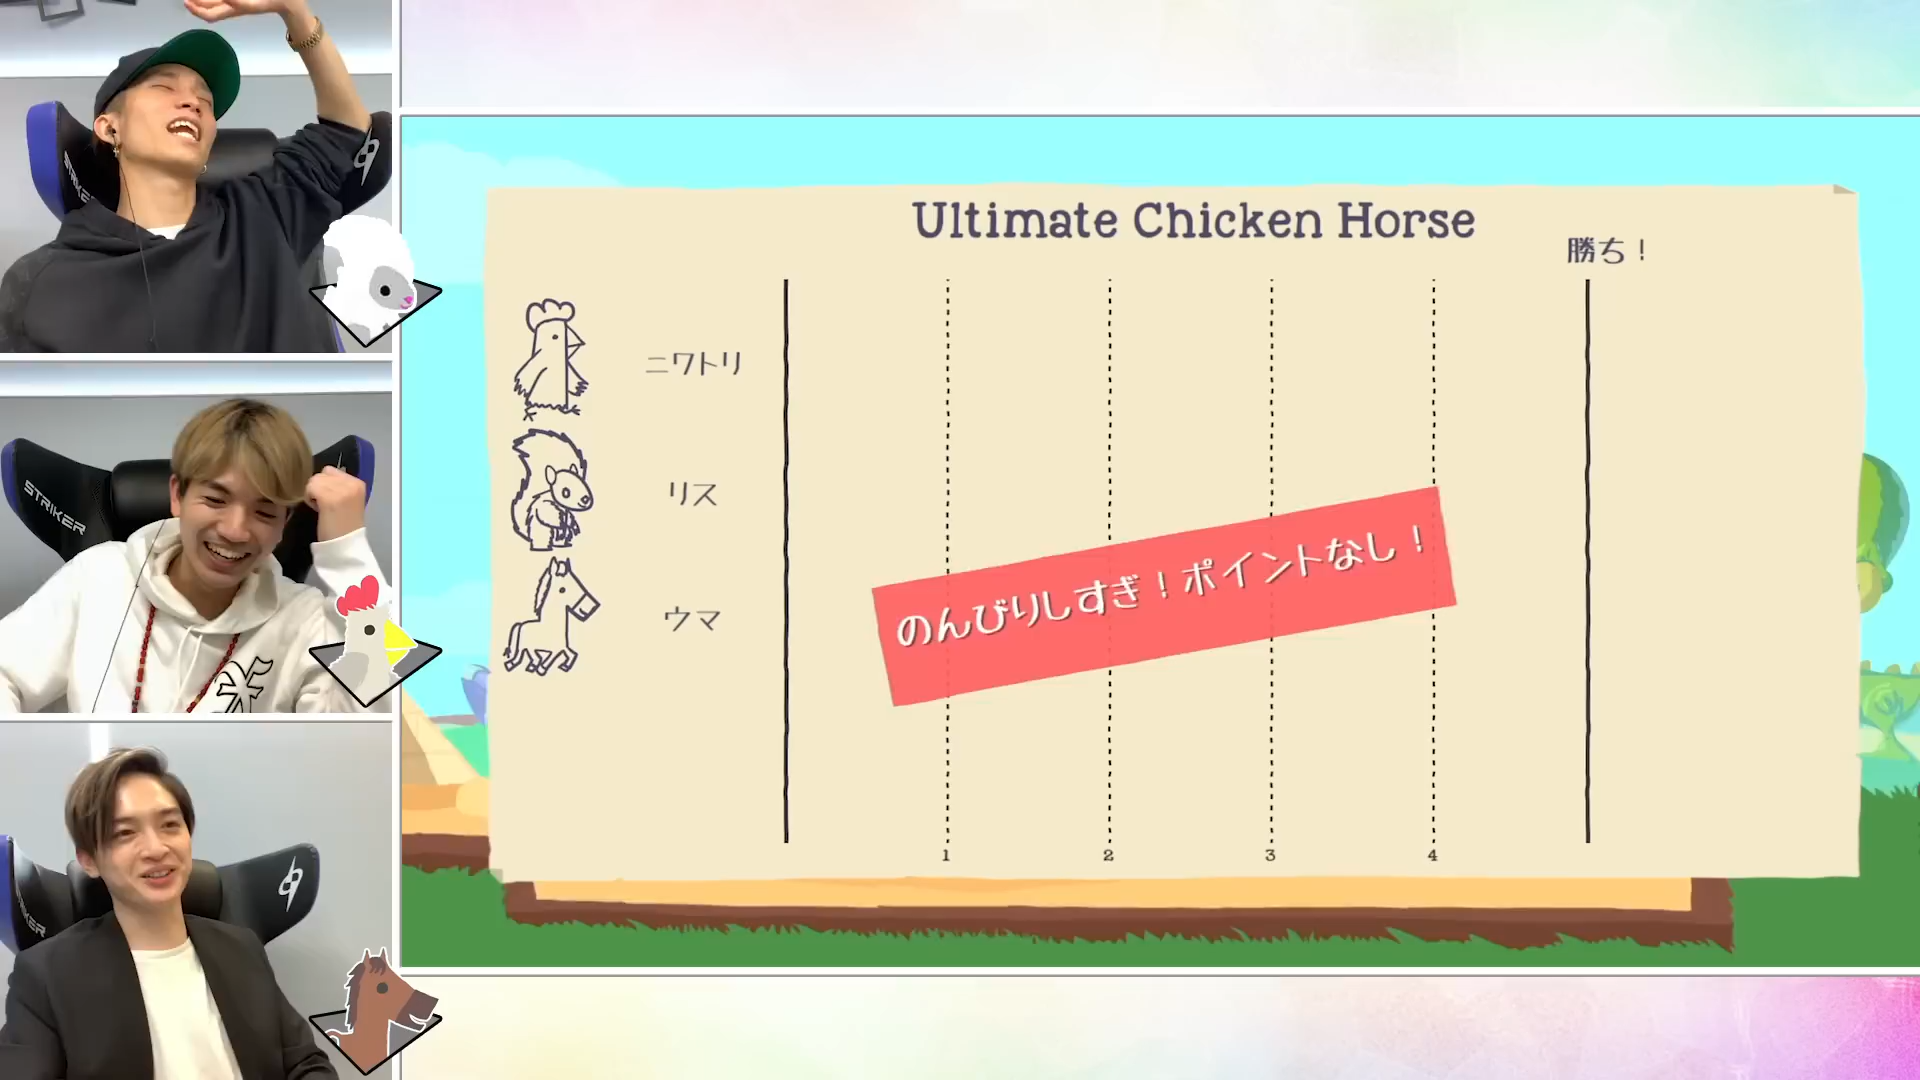 Ultimate Chicken Horse
勝ち！
ニワトリ
リス
ウマ
のんびりしすぎ！ポイントなし！
1 2 3 4
STRIKER